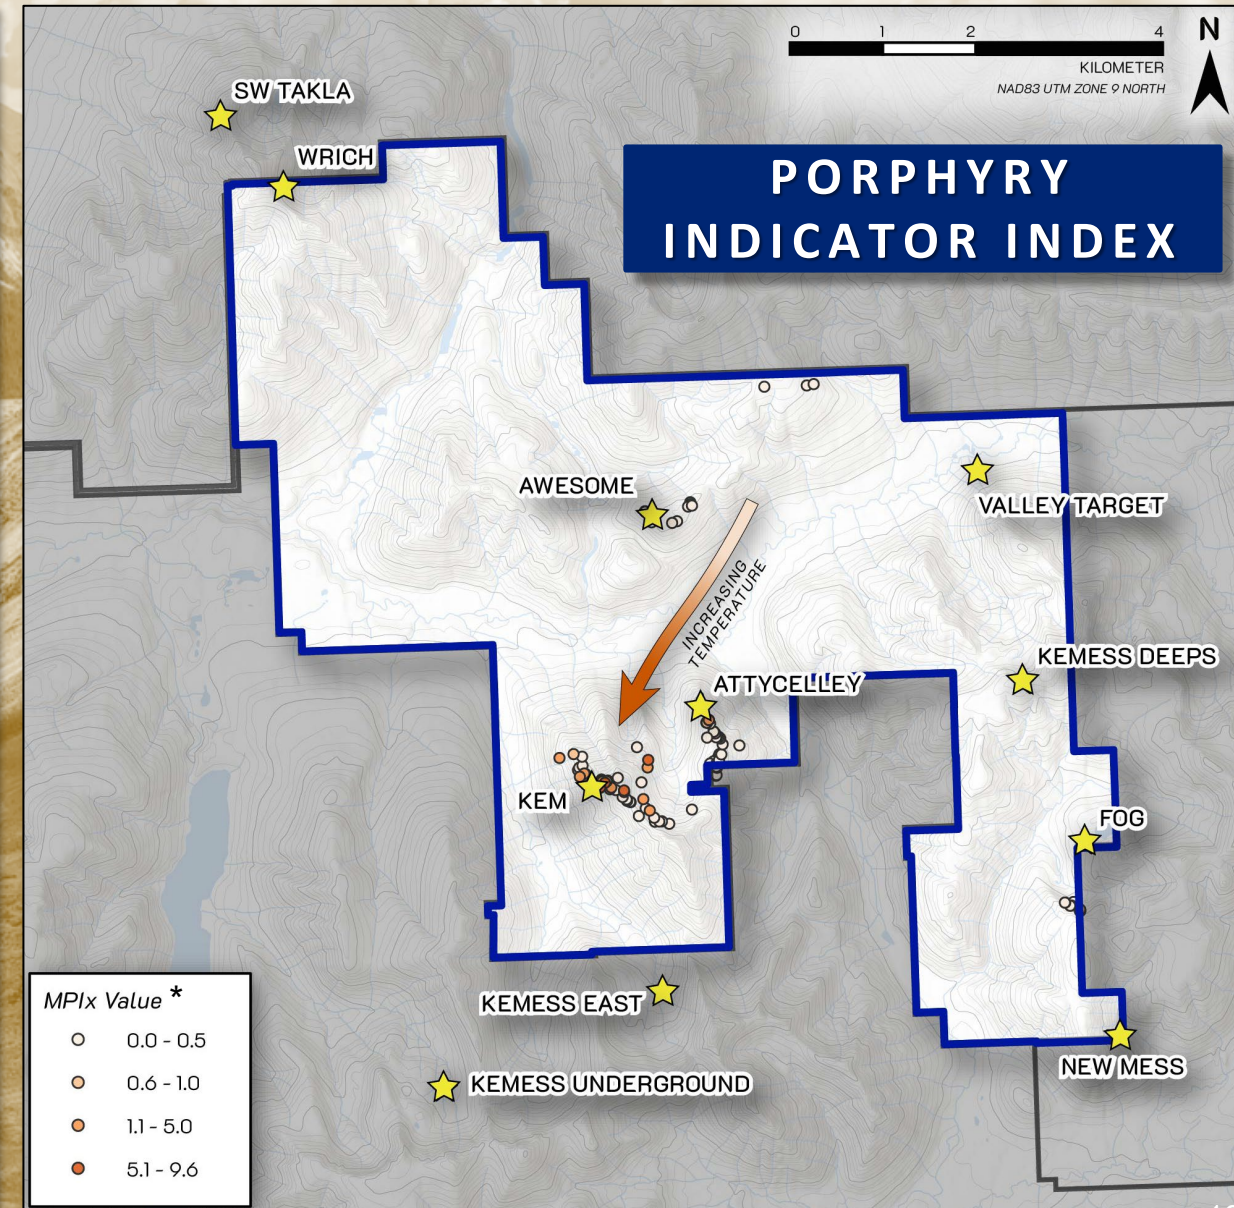 0 1 2 4
KILOMETER
NAD83 UTM ZONE 9 NORTH
N
PORPHYRY
INDICATOR INDEX
SW TAKLA
WRICH
AWESOME
VALLEY TARGET
INCREASING
TEMPERATURE
KEMESS DEEPS
ATTYCELLEY
KEM
FOG
KEMESS EAST
NEW MESS
KEMESS UNDERGROUND
MPIx Value *
0.0 - 0.5
0.6 - 1.0
1.1 - 5.0
5.1 - 9.6